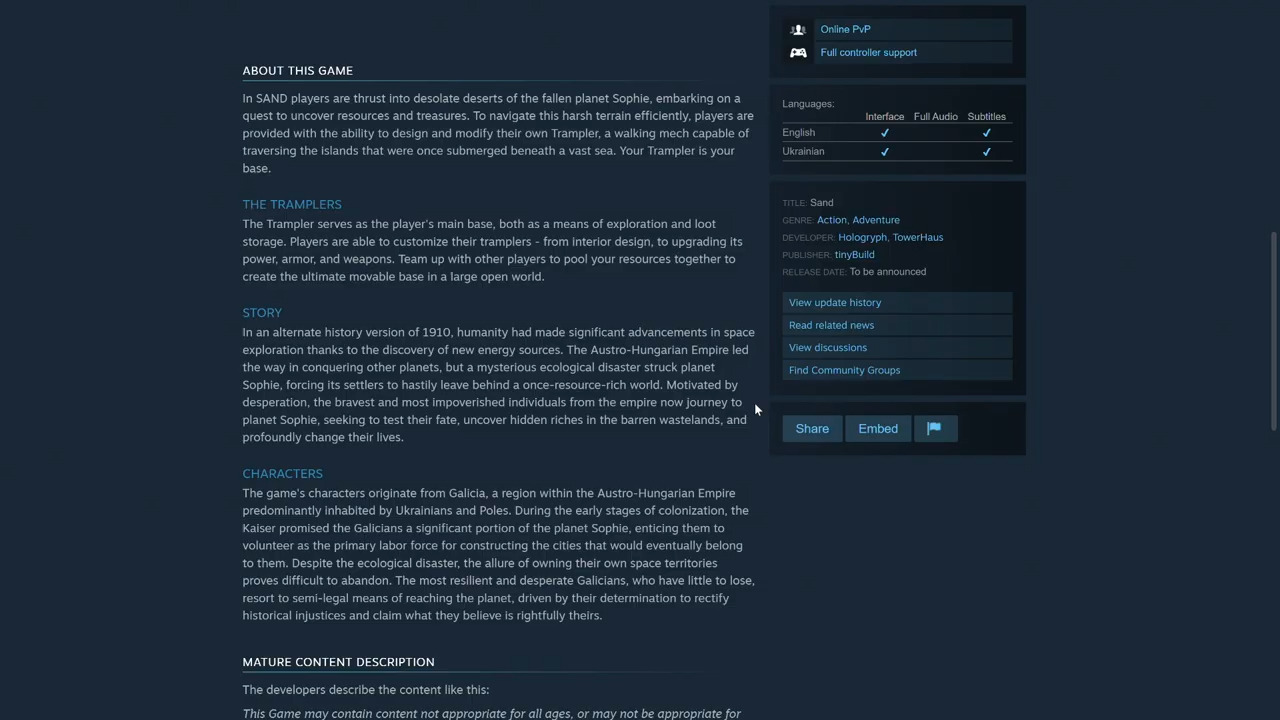 ABOUT THIS GAME
In SAND players are thrust into desolate deserts of the fallen planet Sophie, embarking on a
quest to uncover resources and treasures. To navigate this harsh terrain efficiently, players are
provided with the ability to design and modify their own Trampler, a walking mech capable of
traversing the islands that were once submerged beneath a vast sea. Your Trampler is your
base.
THE TRAMPLERS
The Trampler serves as the player's main base, both as a means of exploration and loot
storage. Players are able to customize their tramplers - from interior design, to upgrading its
power, armor, and weapons. Team up with other players to pool your resources together to
create the ultimate movable base in a large open world.
STORY
In an alternate history version of 1910, humanity had made significant advancements in space
exploration thanks to the discovery of new energy sources. The Austro-Hungarian Empire led
the way in conquering other planets, but a mysterious ecological disaster struck planet
Sophie, forcing its settlers to hastily leave behind a once-resource-rich world. Motivated by
desperation, the bravest and most impoverished individuals from the empire now journey to
planet Sophie, seeking to test their fate, uncover hidden riches in the barren wastelands, and
profoundly change their lives.
CHARACTERS
The game's characters originate from Galicia, a region within the Austro-Hungarian Empire
predominantly inhabited by Ukrainians and Poles. During the early stages of colonization, the
Kaiser promised the Galicians a significant portion of the planet Sophie, enticing them to
volunteer as the primary labor force for constructing the cities that would eventually belong
to them. Despite the ecological disaster, the allure of owning their own space territories
proves difficult to abandon. The most resilient and desperate Galicians, who have little to lose,
resort to semi-legal means of reaching the planet, driven by their determination to rectify
historical injustices and claim what they believe is rightfully theirs.
MATURE CONTENT DESCRIPTION
The developers describe the content like this:
This Game may contain content not appropriate for all ages, or may not be appropriate for
Online PvP
Full controller support
Languages:
Interface Full Audio Subtitles
English ✔ ✔
Ukrainian ✔ ✔
TITLE: Sand
GENRE: Action, Adventure
DEVELOPER: Hologryph, TowerHaus
PUBLISHER: tinyBuild
RELEASE DATE: To be announced
View update history
Read related news
View discussions
Find Community Groups
Share Embed